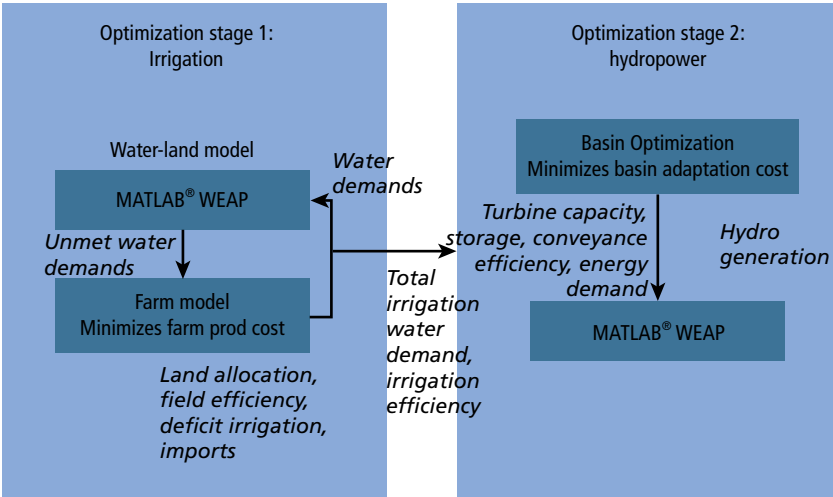 Optimization stage 1:
Irrigation
Water-land model
MATLAB® WEAP
Water
demands
Unmet water
demands
Farm model
Minimizes farm prod cost
Land allocation,
field efficiency,
deficit irrigation,
imports
Total
irrigation
water
demand,
irrigation
efficiency
Optimization stage 2:
hydropower
Basin Optimization
Minimizes basin adaptation cost
Turbine capacity,
storage, conveyance
efficiency, energy
demand
Hydro
generation
MATLAB® WEAP